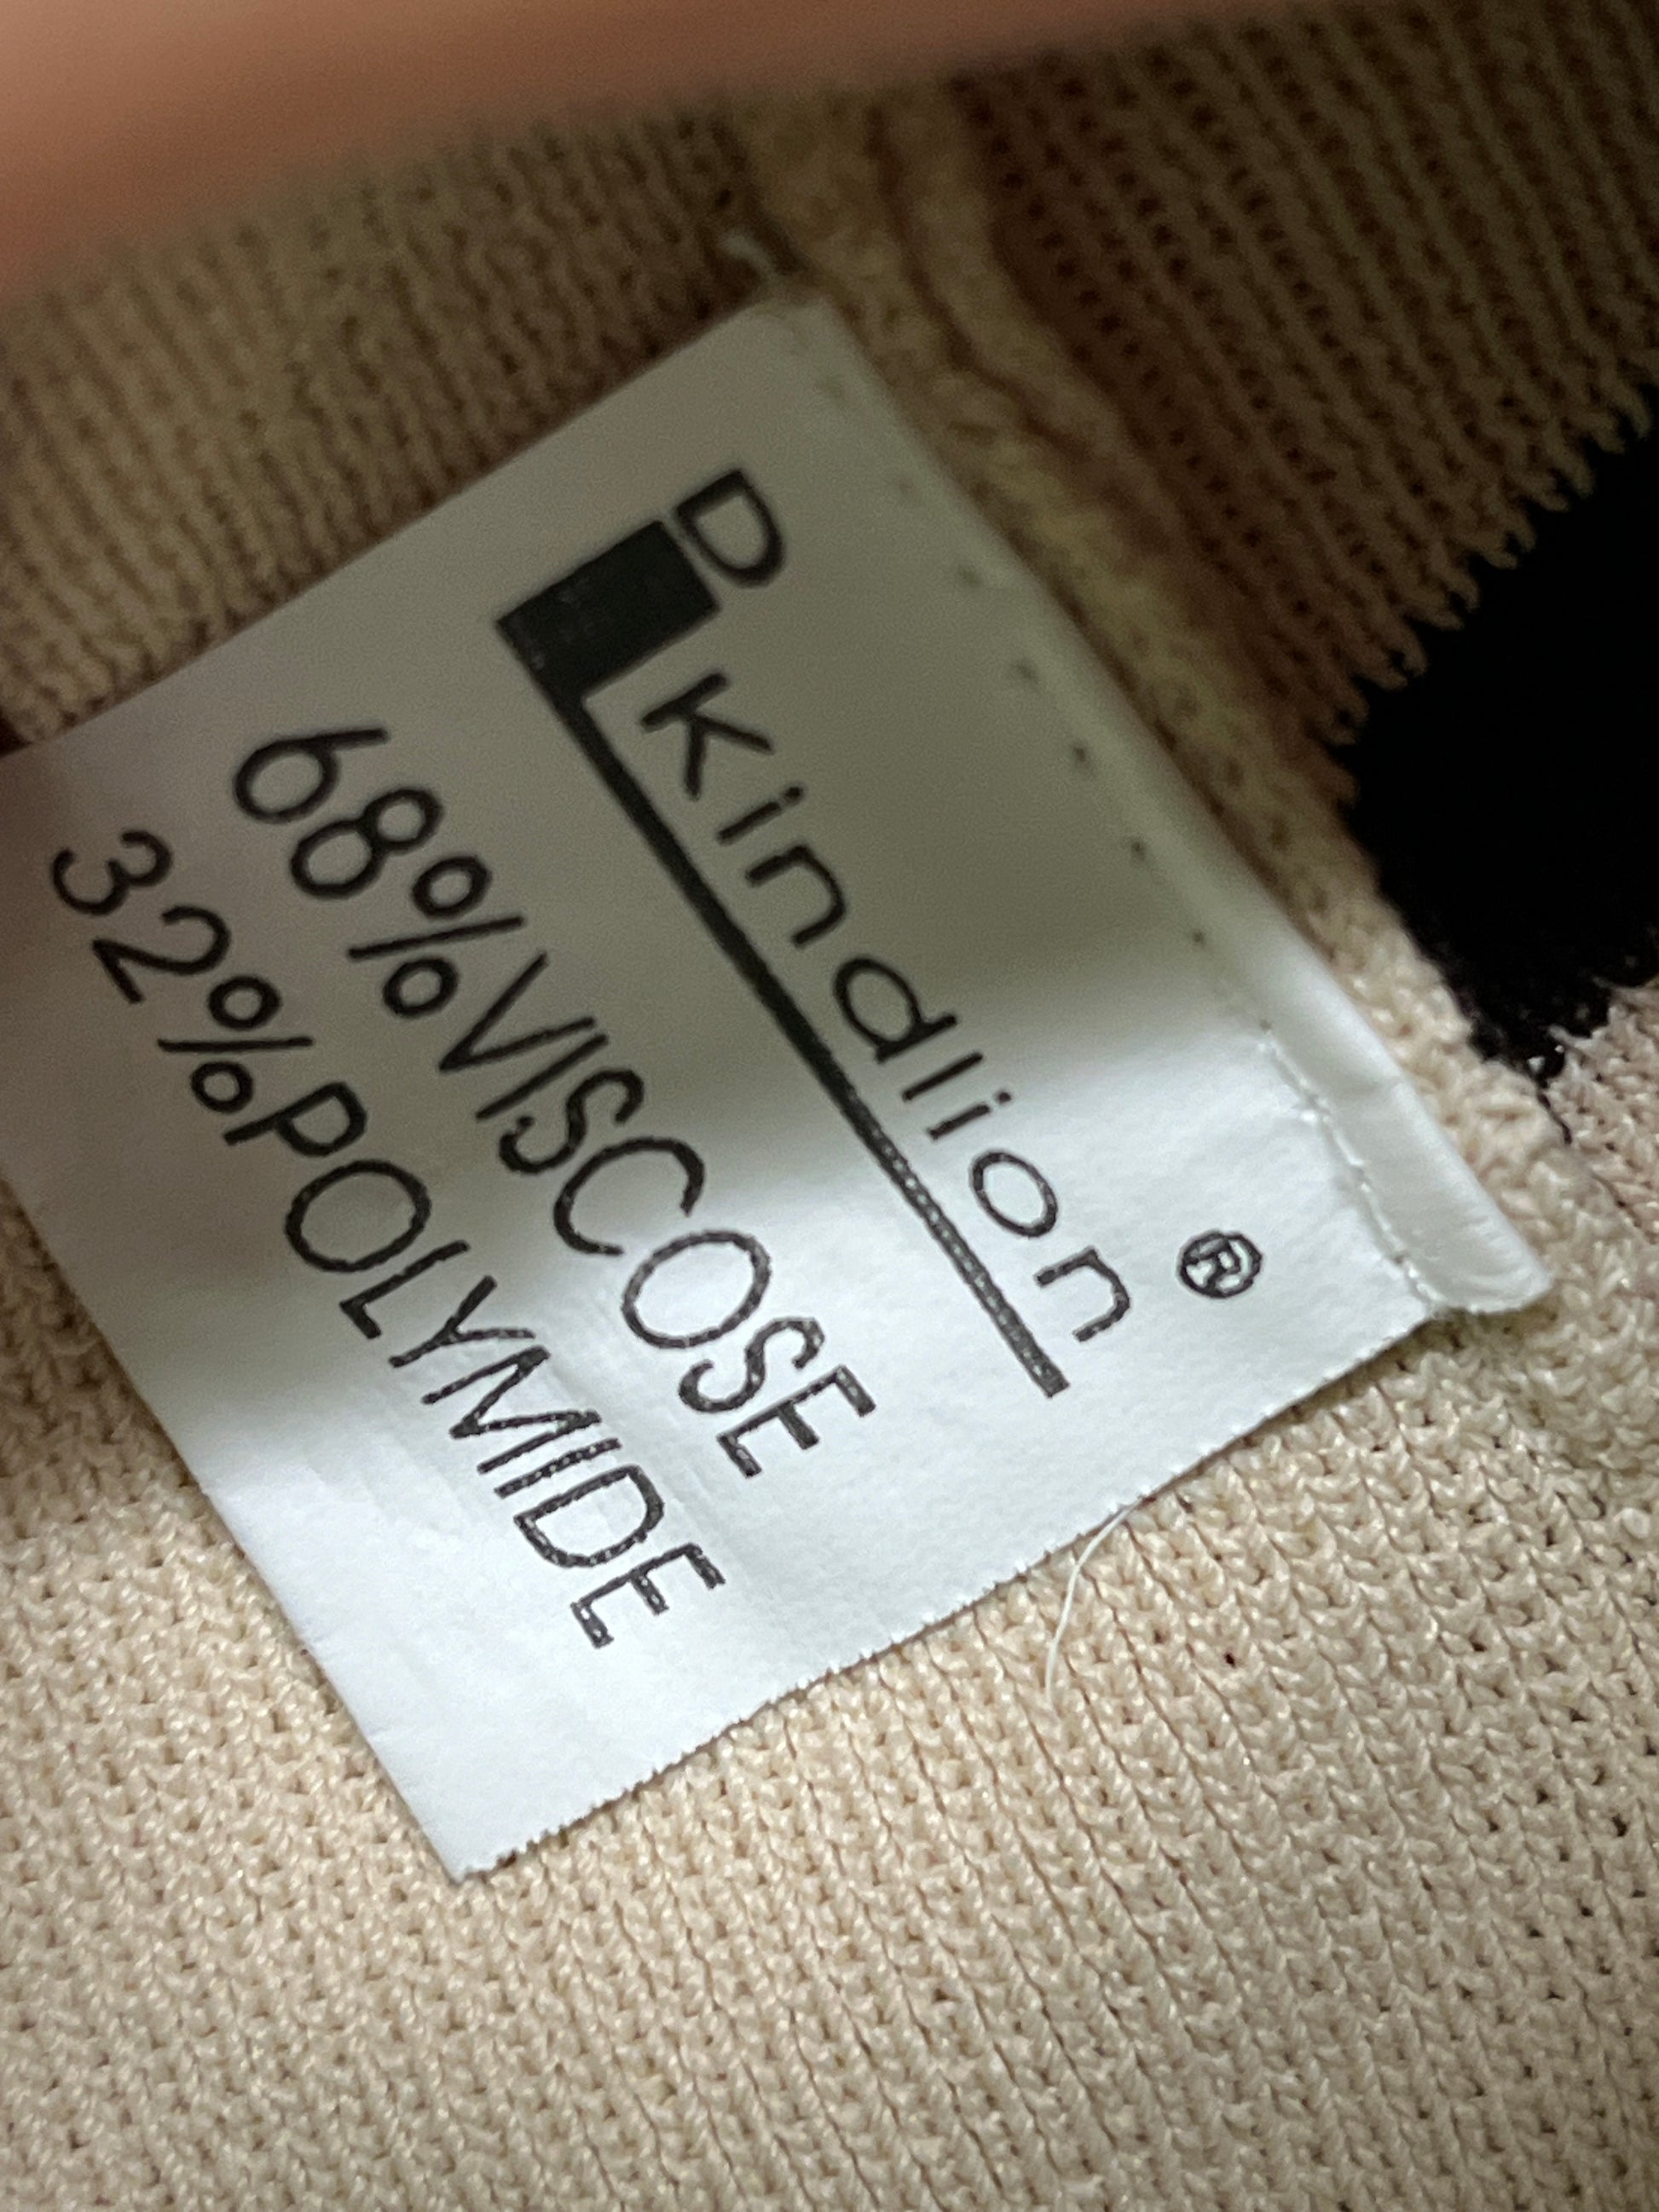 D Kindlion ®
68%VISCOSE
32%POLYMIDE